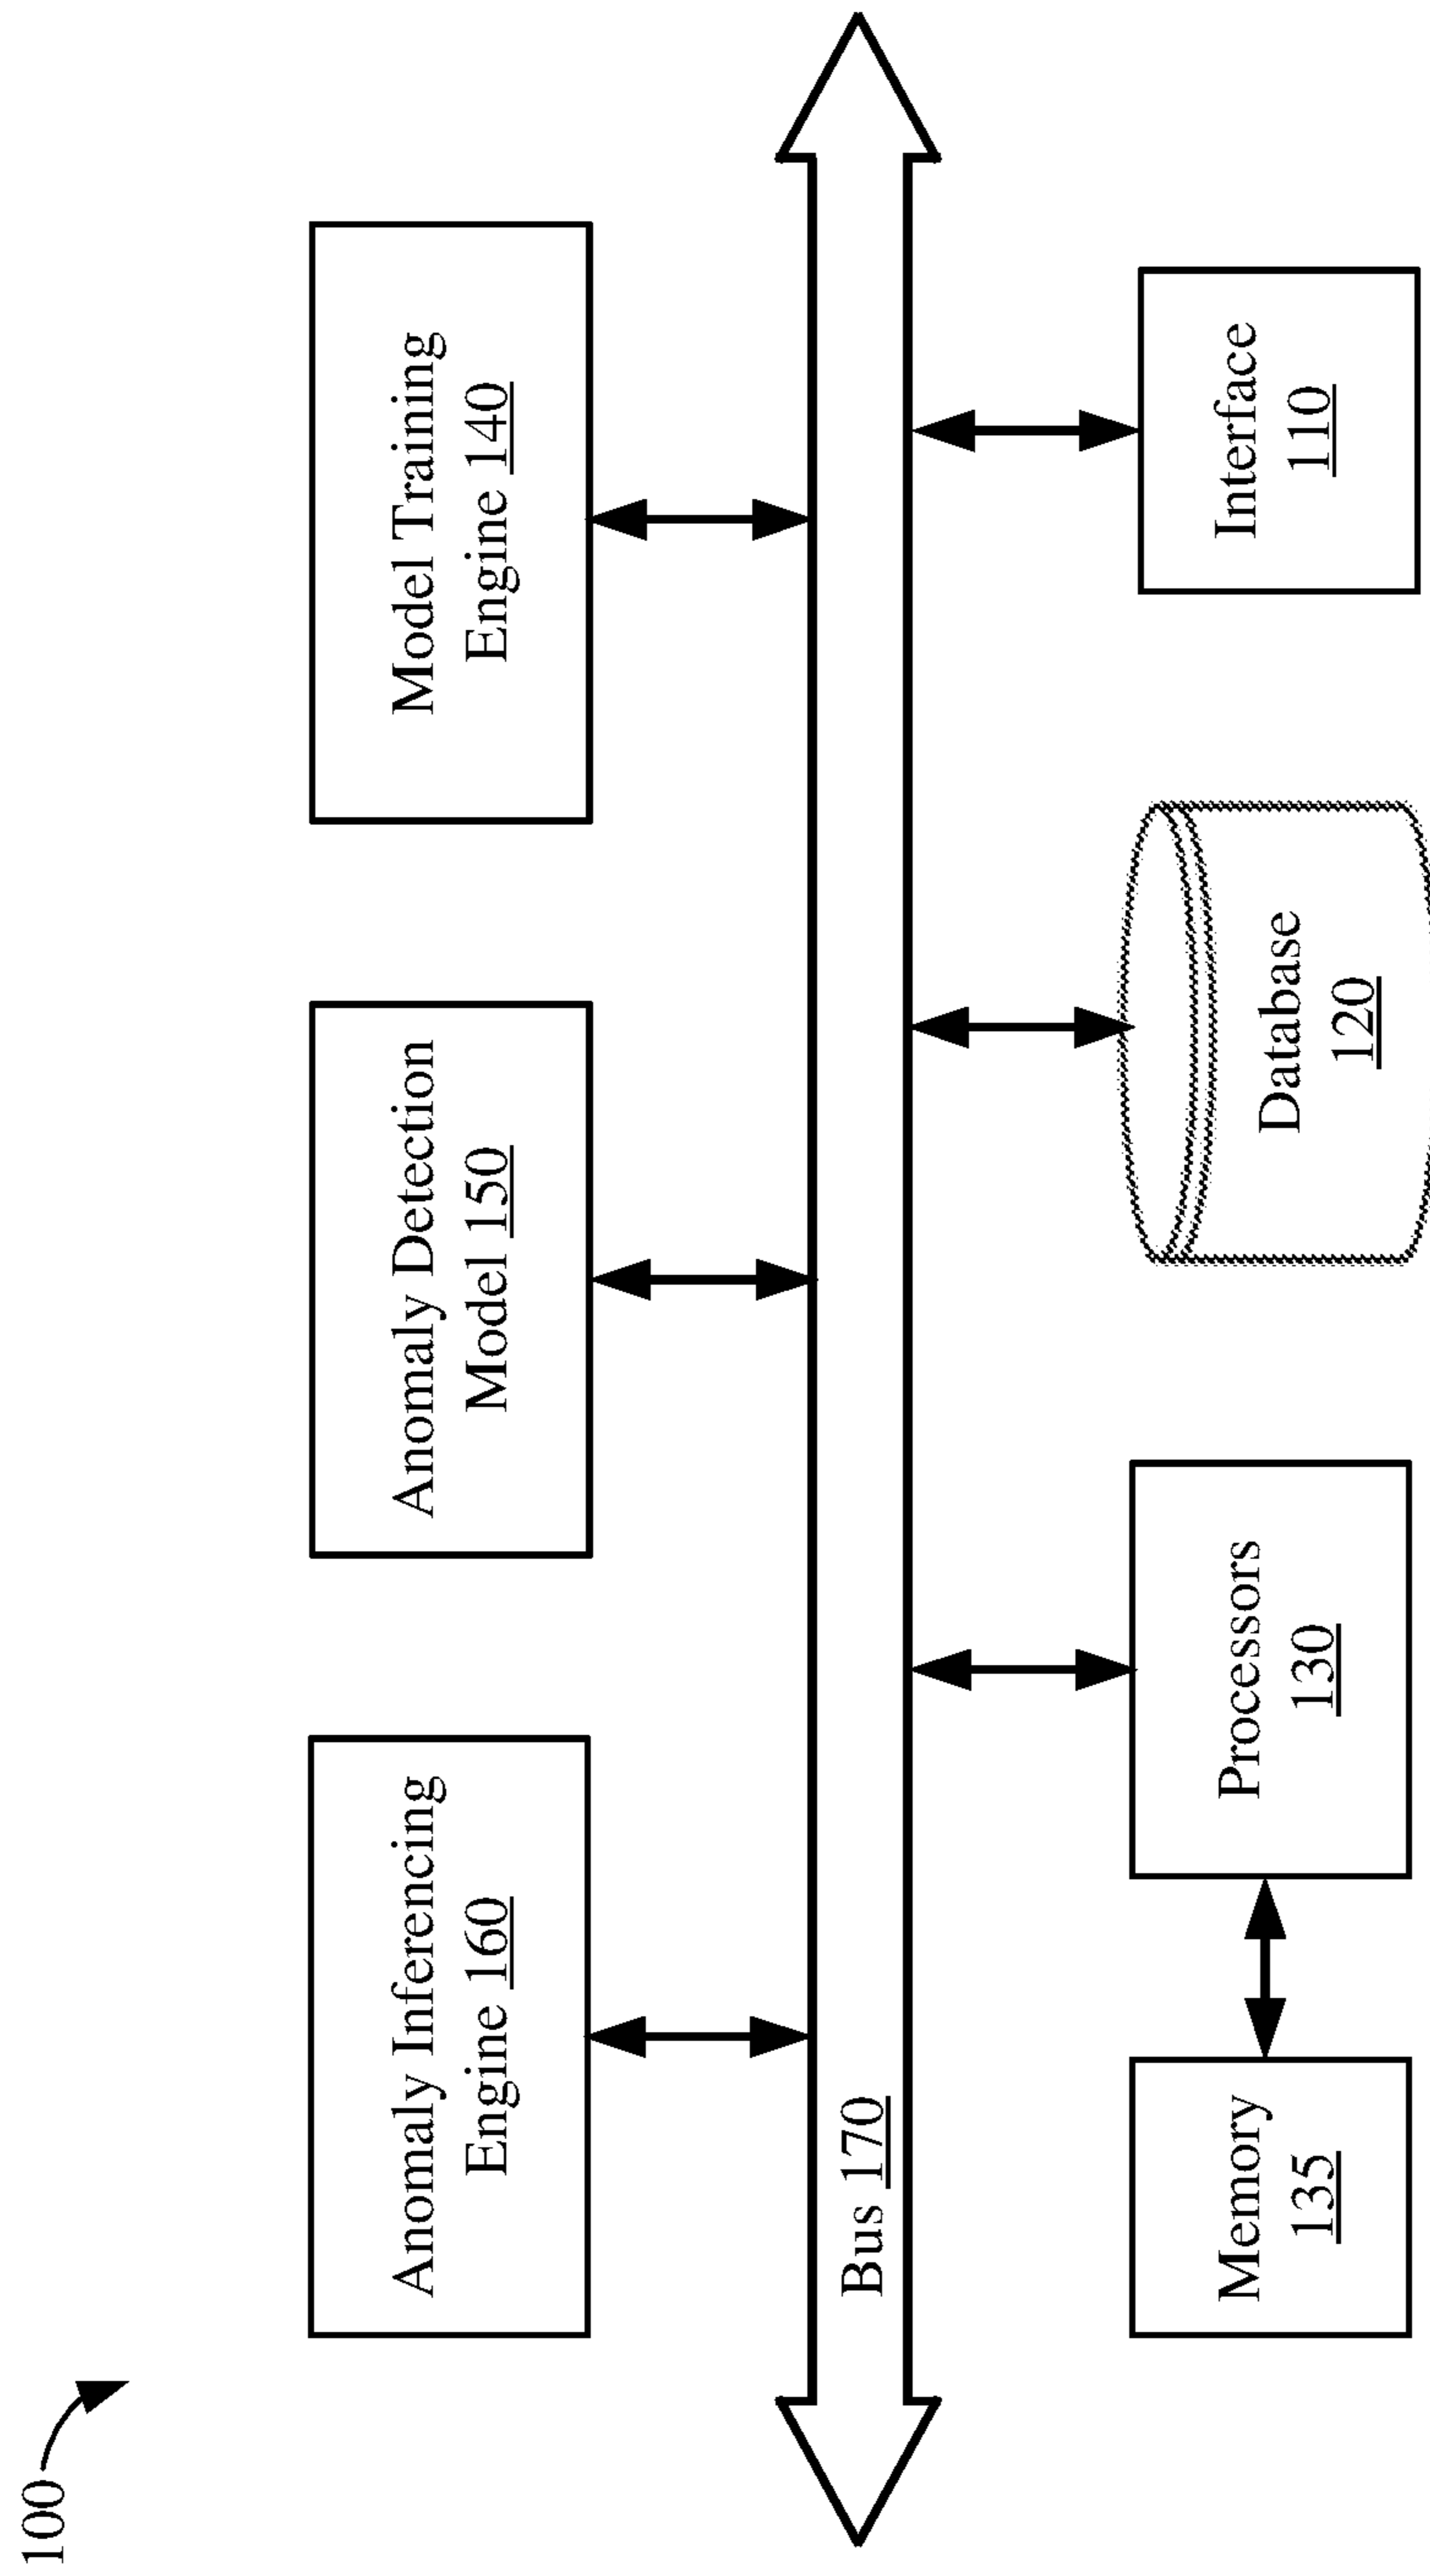 100
Anomaly Inferencing
Engine 160
Anomaly Detection
Model 150
Model Training
Engine 140
Bus 170
Memory
135
Processors
130
Database
120
Interface
110